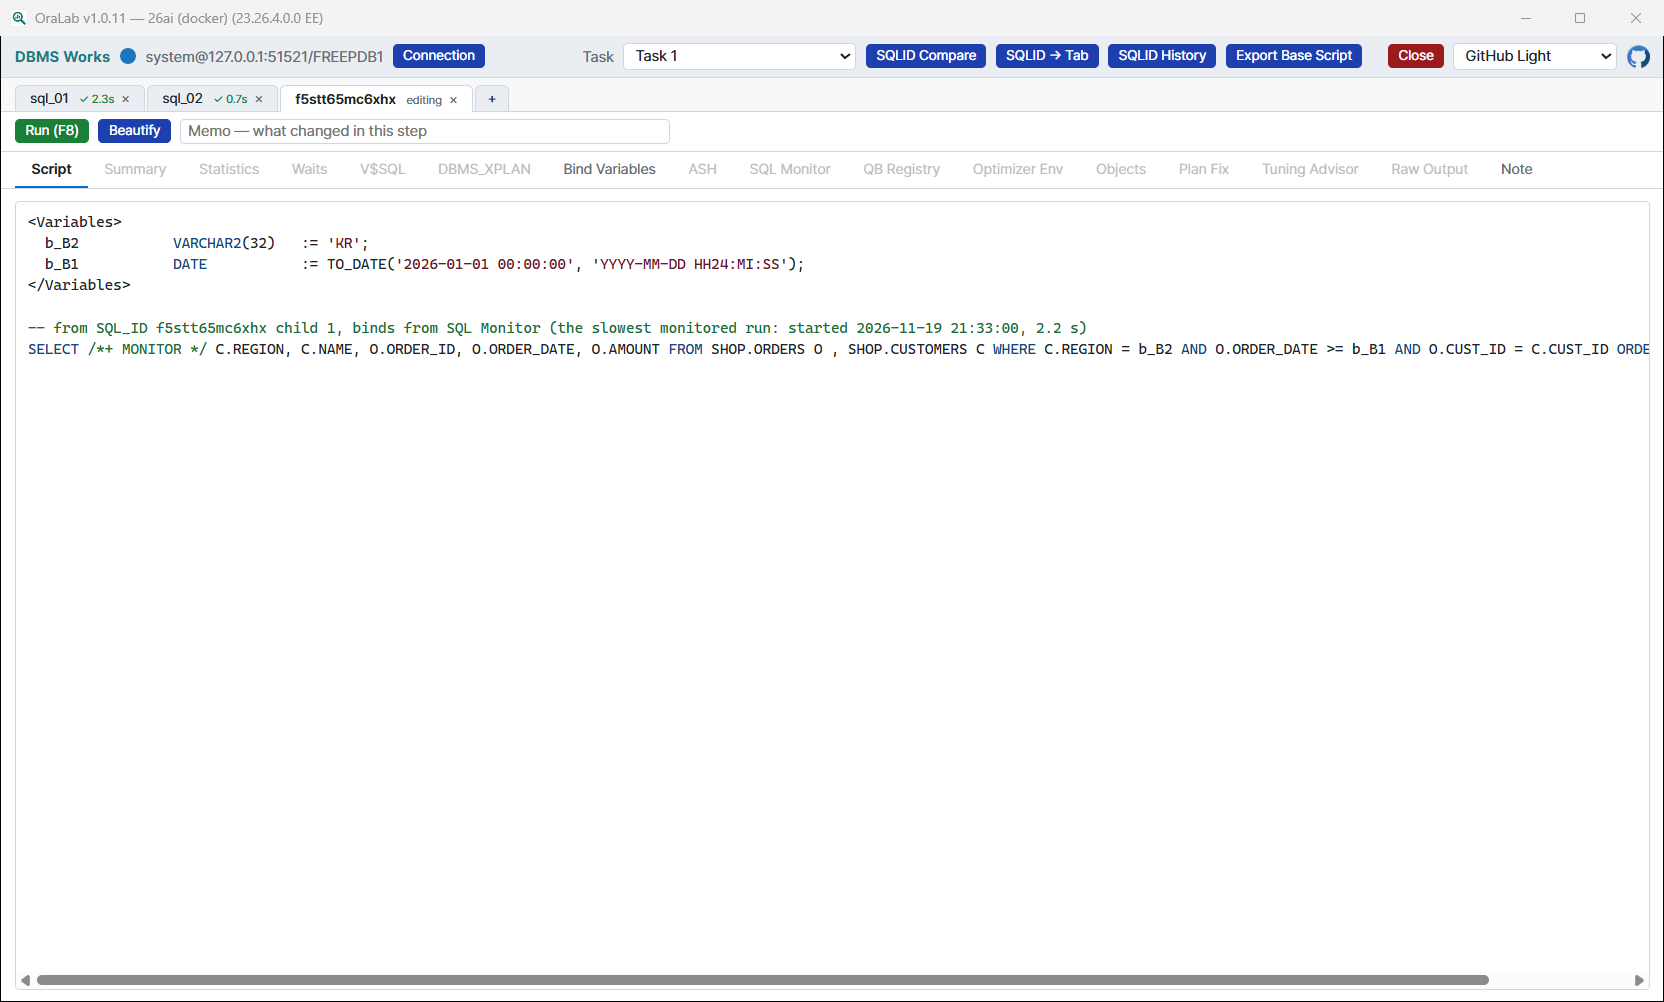 OraLab v1.0.11 — 26ai (docker) (23.26.4.0.0 EE)
DBMS Works system@127.0.0.1:51521/FREEPDB1 Connection Task Task 1 SQLID Compare SQLID → Tab SQLID History Export Base Script Close GitHub Light
sql_01 ✓ 2.3s × sql_02 ✓ 0.7s × f5stt65mc6xhx editing × +
Run (F8) Beautify Memo — what changed in this step
Script Summary Statistics Waits V$SQL DBMS_XPLAN Bind Variables ASH SQL Monitor QB Registry Optimizer Env Objects Plan Fix Tuning Advisor Raw Output Note
<Variables>
b_B2 VARCHAR2(32) := 'KR';
b_B1 DATE := TO_DATE('2026-01-01 00:00:00', 'YYYY-MM-DD HH24:MI:SS');
</Variables>
-- from SQL_ID f5stt65mc6xhx child 1, binds from SQL Monitor (the slowest monitored run: started 2026-11-19 21:33:00, 2.2 s)
SELECT /*+ MONITOR */ C.REGION, C.NAME, O.ORDER_ID, O.ORDER_DATE, O.AMOUNT FROM SHOP.ORDERS O , SHOP.CUSTOMERS C WHERE C.REGION = b_B2 AND O.ORDER_DATE >= b_B1 AND O.CUST_ID = C.CUST_ID ORDE